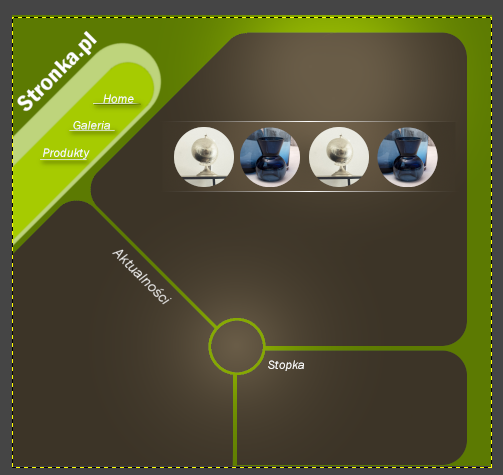 Stronka.pl
Home
Galeria
Produkty
Aktualności
Stopka